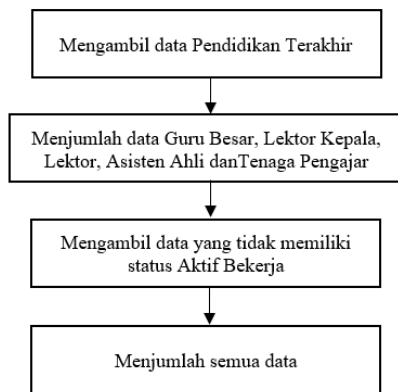 Mengambil data Pendidikan Terakhir
Menjumlah data Guru Besar, Lektor Kepala,
Lektor, Asisten Ahli danTenaga Pengajar
Mengambil data yang tidak memiliki
status Aktif Bekerja
Menjumlah semua data